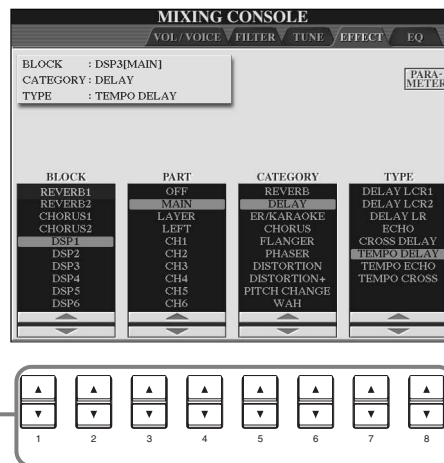 MIXING CONSOLE
VOL/VOICE FILTER TUNE EFFECT EQ
BLOCK : DSP3[MAIN]
CATEGORY : DELAY
TYPE : TEMPO DELAY
PARA-
METER
BLOCK PART CATEGORY TYPE
REVERB1 OFF REVERB DELAY LCR1
REVERB2 MAIN DELAY DELAY LCR2
CHORUS1 LAYER ER/KARAOKE DELAY LR
CHORUS2 LEFT CHORUS ECHO
DSP1 CH1 FLANGER CROSS DELAY
DSP2 CH2 PHASER TEMPO DELAY
DSP3 CH3 DISTORTION TEMPO ECHO
DSP4 CH4 DISTORTION+ TEMPO CROSS
DSP5 CH5 PITCH CHANGE
DSP6 CH6 WAH
1 2 3 4 5 6 7 8